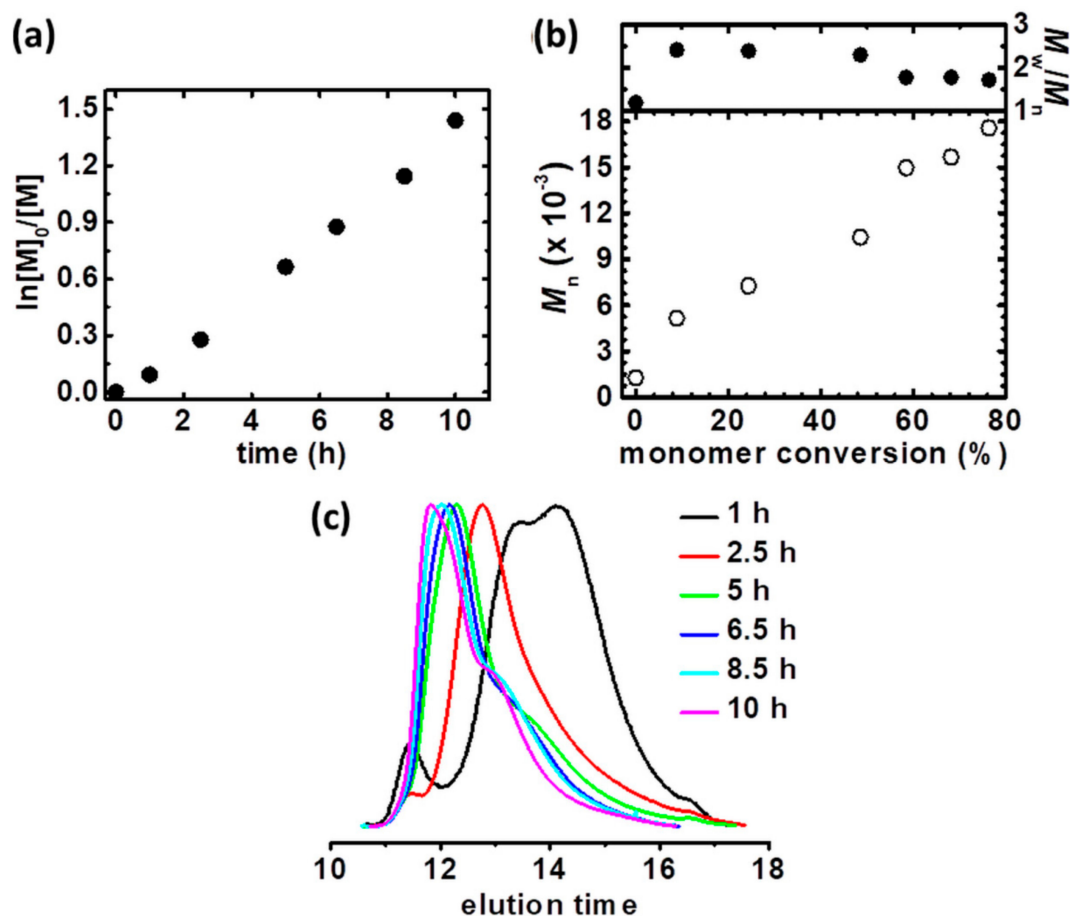 (a)
ln[M]0/[M]
1.5
1.2
0.9
0.6
0.3
0.0
0 2 4 6 8 10
time (h)
(b)
3
2
1
Mw/Mn
Mn (x 10-3)
18
15
12
9
6
3
0
0 20 40 60 80
monomer conversion (%)
(c)
1 h
2.5 h
5 h
6.5 h
8.5 h
10 h
10 12 14 16 18
elution time